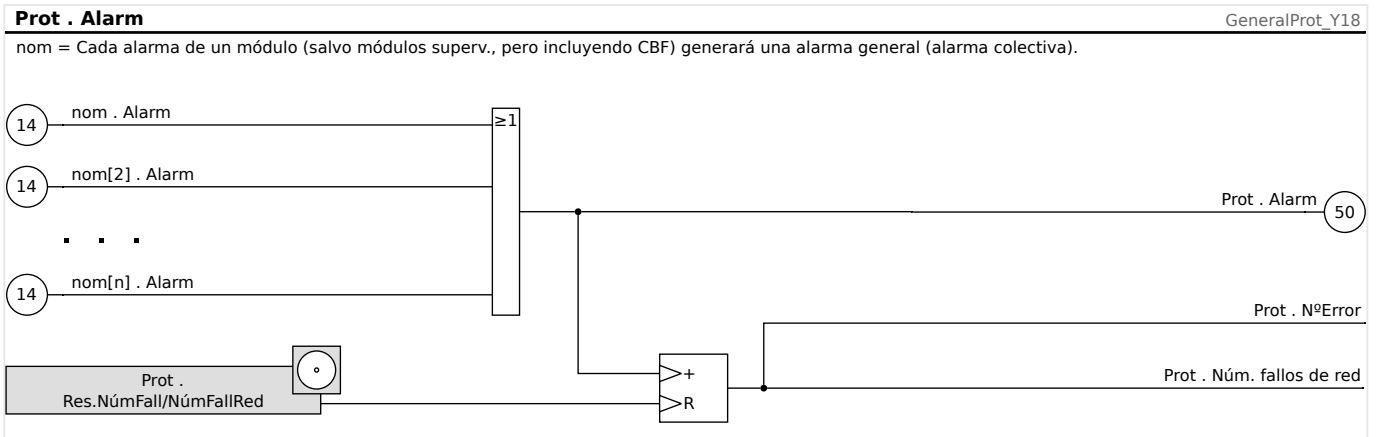 Prot . Alarm
GeneralProt_Y18
nom = Cada alarma de un módulo (salvo módulos superv., pero incluyendo CBF) generará una alarma general (alarma colectiva).
14
nom . Alarm
≥1
14
nom[2] . Alarm
Prot . Alarm
50
. . .
14
nom[n] . Alarm
Prot . NºError
Prot .
Res.NúmFall/NúmFallRed
+
R
Prot . Núm. fallos de red